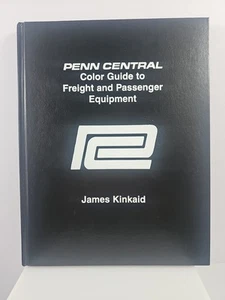 PENN CENTRAL
Color Guide to
Freight and Passenger
Equipment
James Kinkaid